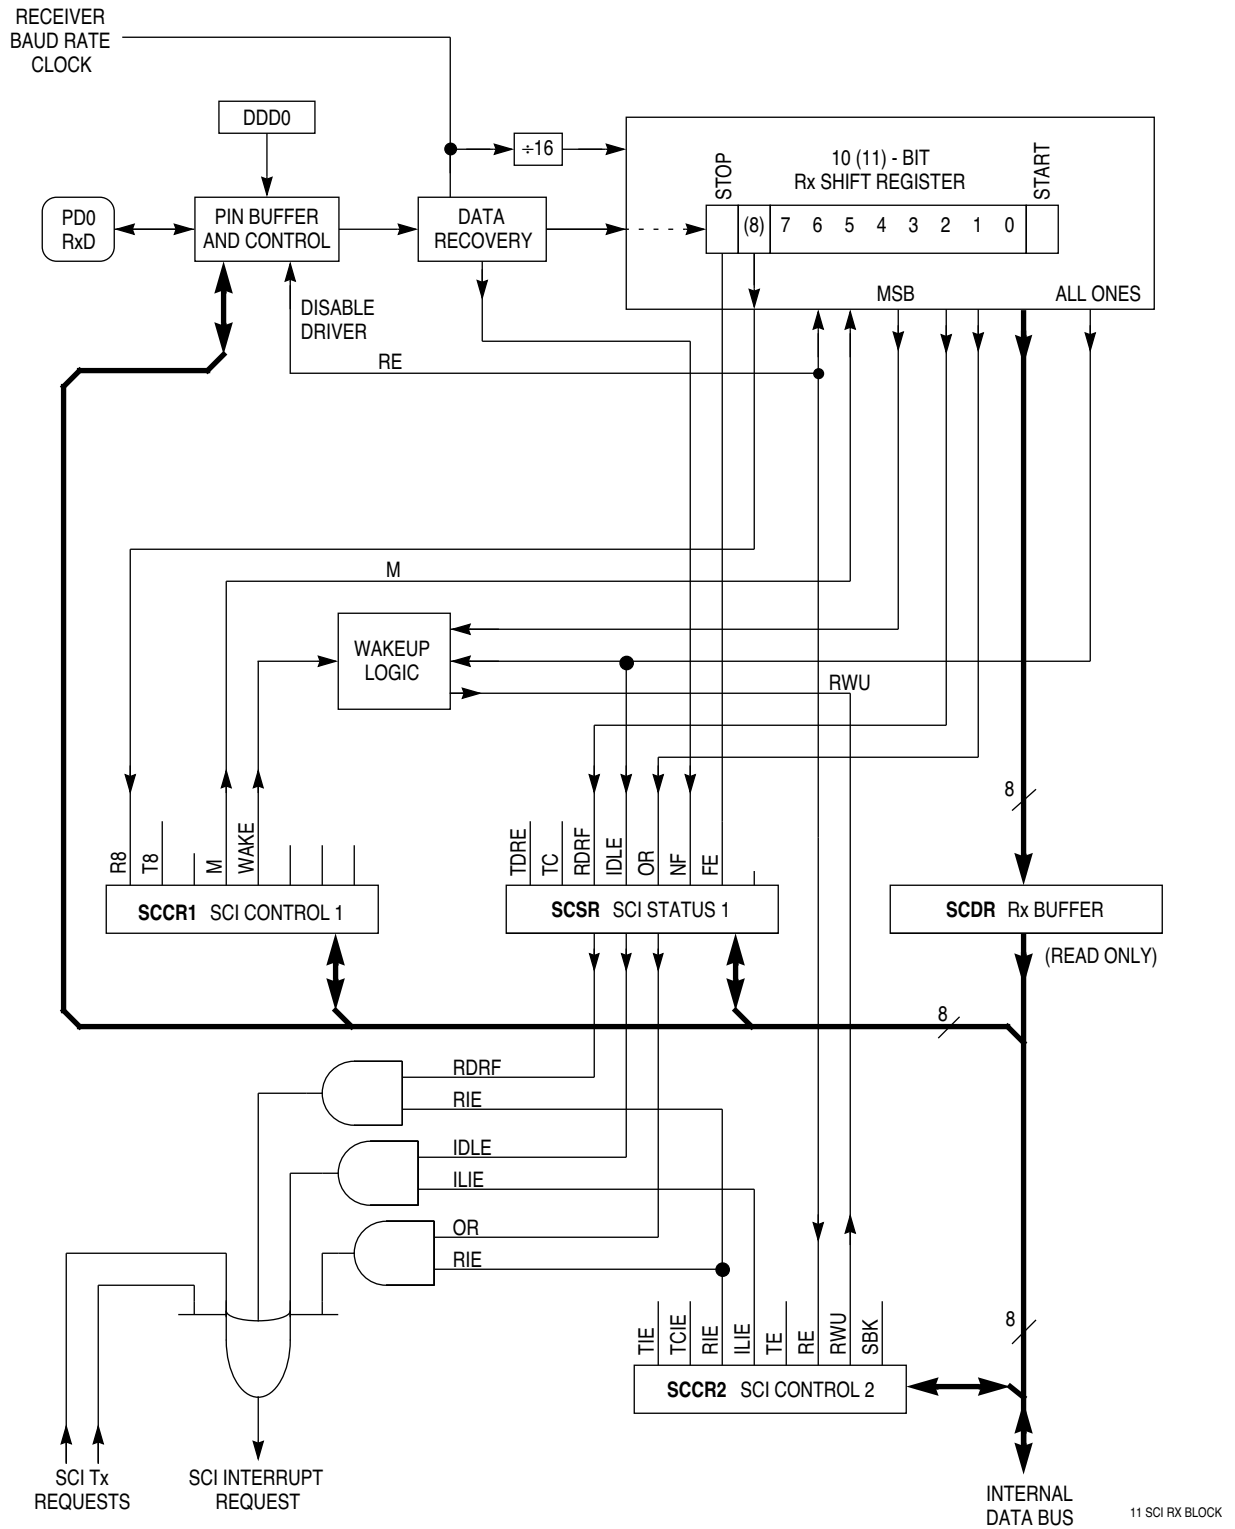 RECEIVER
BAUD RATE
CLOCK
DDD0
÷16
PD0
RxD
PIN BUFFER
AND CONTROL
DATA
RECOVERY
10 (11) - BIT
Rx SHIFT REGISTER
STOP
START
(8) 7 6 5 4 3 2 1 0
MSB
ALL ONES
DISABLE
DRIVER
RE
M
WAKEUP
LOGIC
RWU
8
R8
T8
M
WAKE
TDRE
TC
RDRF
IDLE
OR
NF
FE
SCCR1 SCI CONTROL 1
SCSR SCI STATUS 1
SCDR Rx BUFFER
(READ ONLY)
8
RDRF
RIE
IDLE
ILIE
OR
RIE
8
TIE
TCIE
RIE
ILIE
TE
RE
RWU
SBK
SCCR2 SCI CONTROL 2
SCI Tx
REQUESTS
SCI INTERRUPT
REQUEST
INTERNAL
DATA BUS
11 SCI RX BLOCK